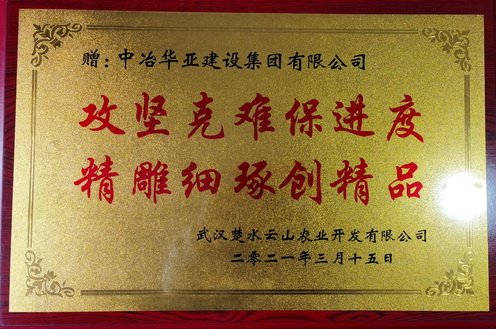 赠：中冶华亚建设集团有限公司
攻坚克难保进度
精雕细琢创精品
武汉楚水云山农业开发有限公司
二零二一年三月十五日